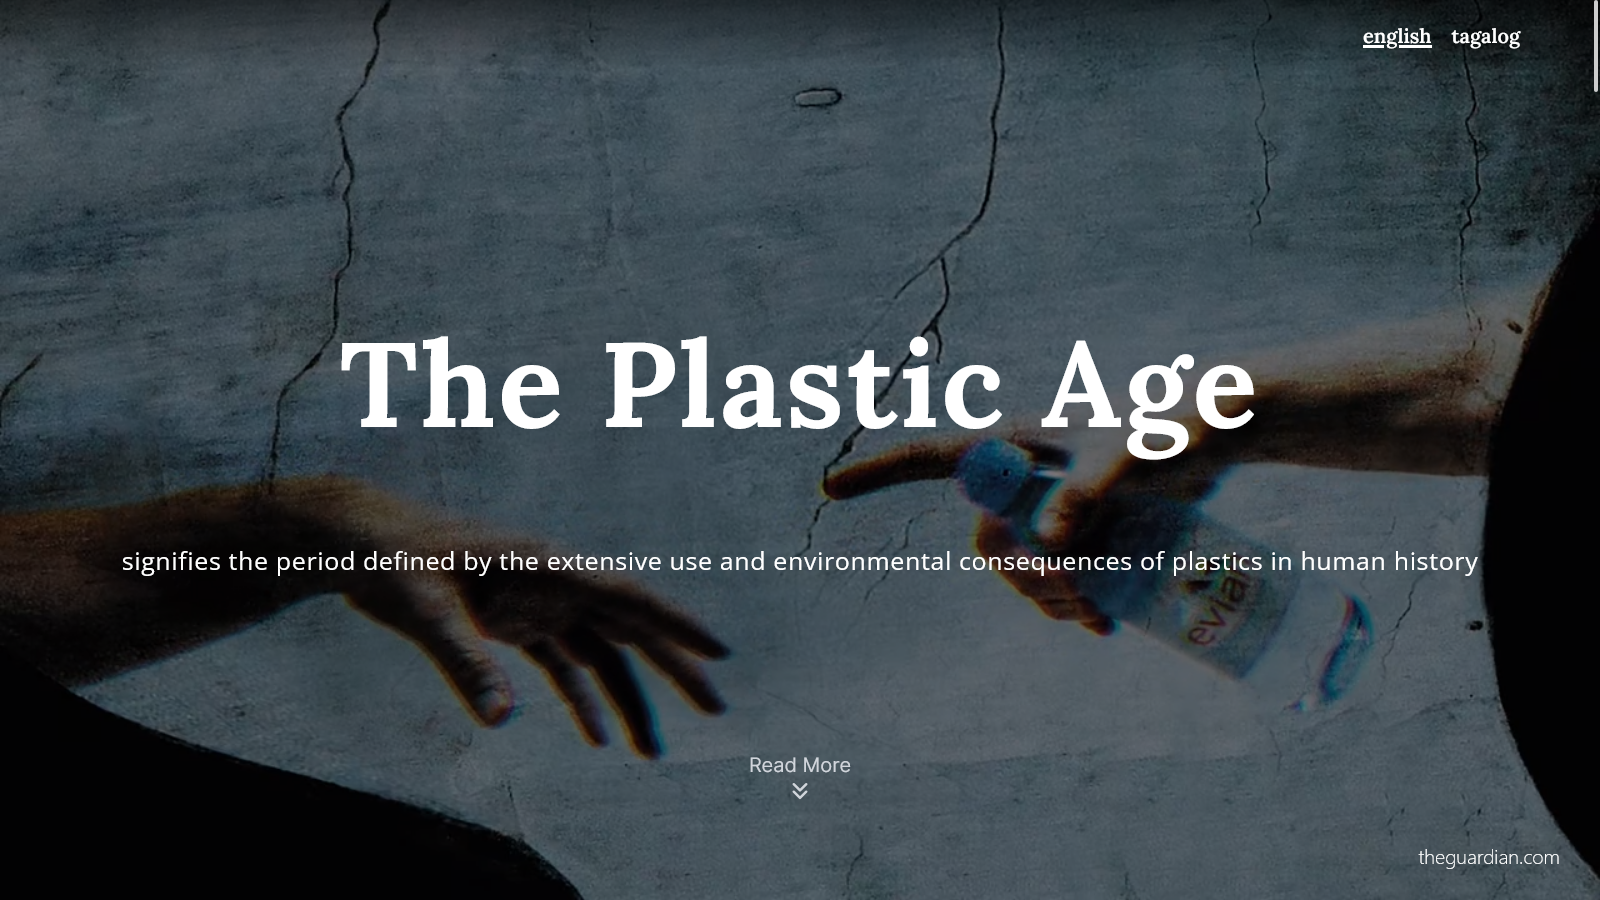 english tagalog
The Plastic Age
signifies the period defined by the extensive use and environmental consequences of plastics in human history
evian
Read More
theguardian.com